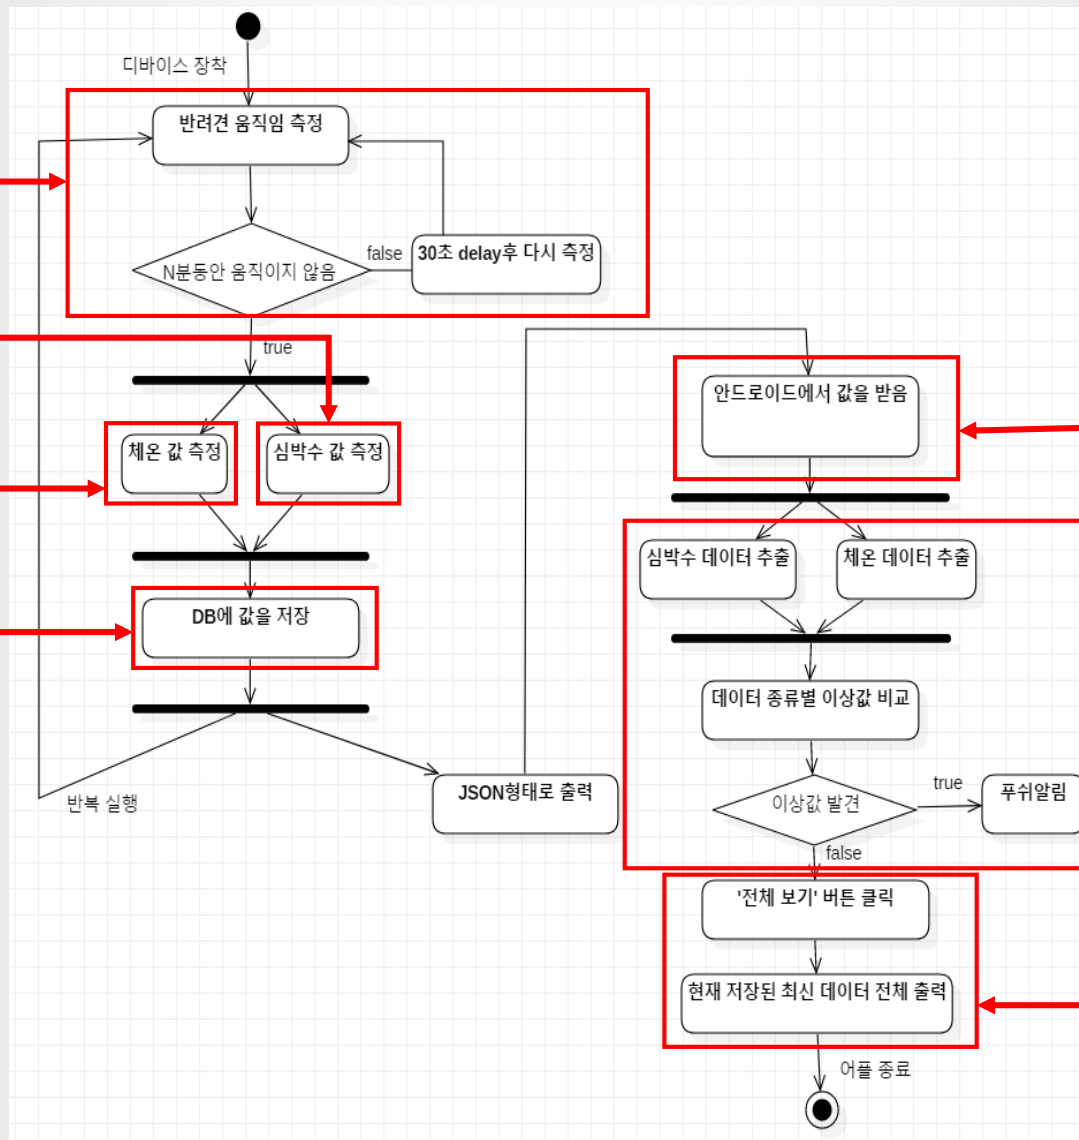 디바이스 장착
반려견 움직임 측정
N분동안 움직이지 않음
false
30초 delay후 다시 측정
true
체온 값 측정
심박수 값 측정
DB에 값을 저장
반복 실행
JSON형태로 출력
안드로이드에서 값을 받음
심박수 데이터 추출
체온 데이터 추출
데이터 종류별 이상값 비교
이상값 발견
true
푸쉬알림
false
'전체 보기' 버튼 클릭
현재 저장된 최신 데이터 전체 출력
어플 종료